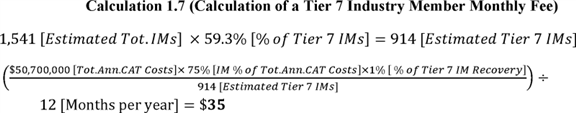 Calculation 1.7 (Calculation of a Tier 7 Industry Member Monthly Fee)
1,541 [Estimated Tot. IMs] × 59.3% [% of Tier 7 IMs] = 914 [Estimated Tier 7 IMs]
($50,700,000 [Tot.Ann.CAT Costs]× 75% [IM % of Tot.Ann.CAT Costs]×1% [ % of Tier 7 IM Recovery]
914 [Estimated Tier 7 IMs]) ÷
12 [Months per year] = $35